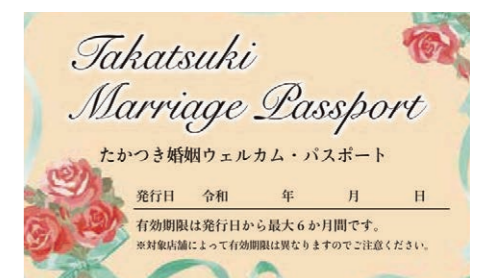 Takatsuki
Marriage Passport
たかつき婚姻ウェルカム・パスポート
発行日 令和 年 月 日
有効期限は発行日から最大6か月間です。
※対象店舗によって有効期限は異なりますのでご注意ください。